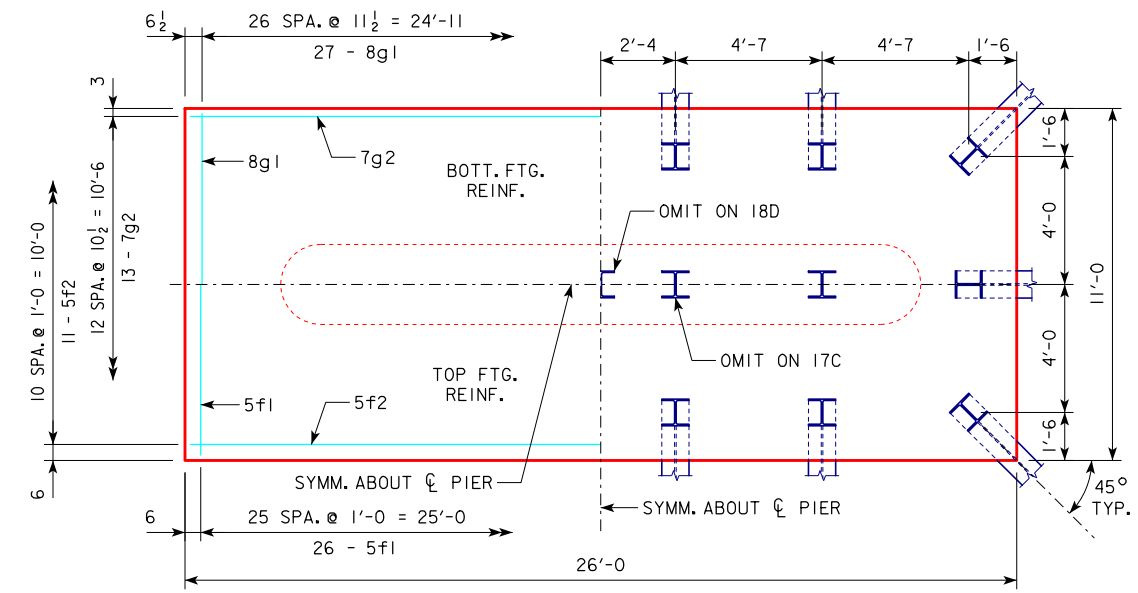 6½
26 SPA. @ 11½ = 24'-11
27 - 8g1
2'-4
4'-7
4'-7
1'-6
3
12 SPA. @ 10½ = 10'-6
13 - 7g2
10 SPA. @ 1'-0 = 10'-0
11 - 5f2
6
8g1
7g2
BOTT. FTG.
REINF.
OMIT ON 18D
1'-6
4'-0
11'-0
4'-0
1'-6
OMIT ON 17C
TOP FTG.
REINF.
5f1
5f2
SYMM. ABOUT ℄ PIER
SYMM. ABOUT ℄ PIER
45°
TYP.
6
25 SPA. @ 1'-0 = 25'-0
26 - 5f1
26'-0